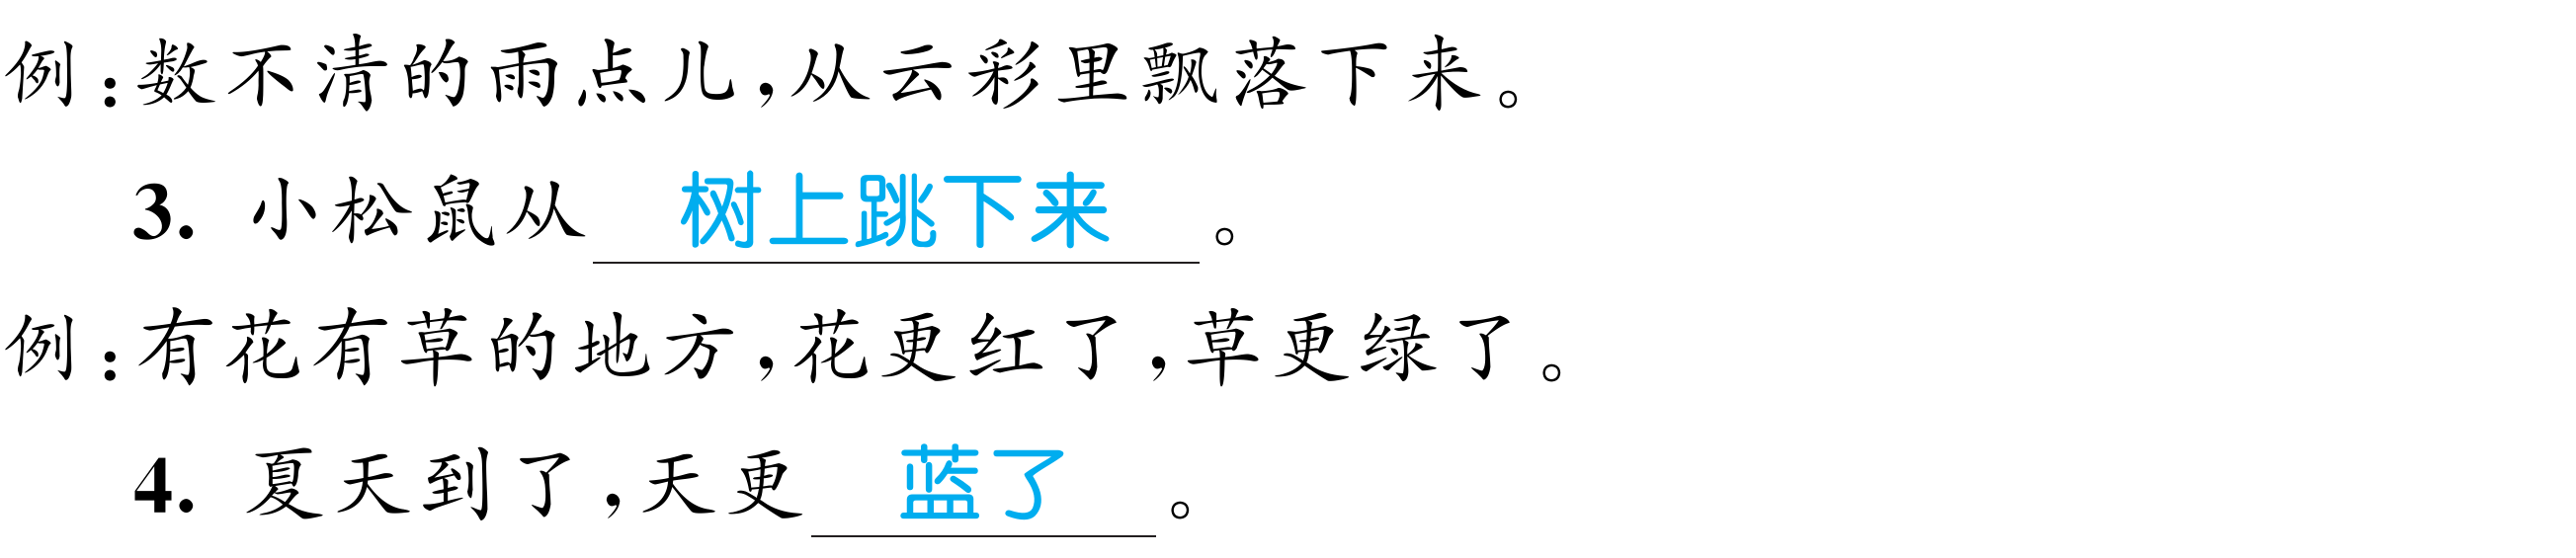 例：数不清的雨点儿，从云彩里飘落下来。
3. 小松鼠从 树上跳下来 。
例：有花有草的地方，花更红了，草更绿了。
4. 夏天到了，天更 蓝了 。